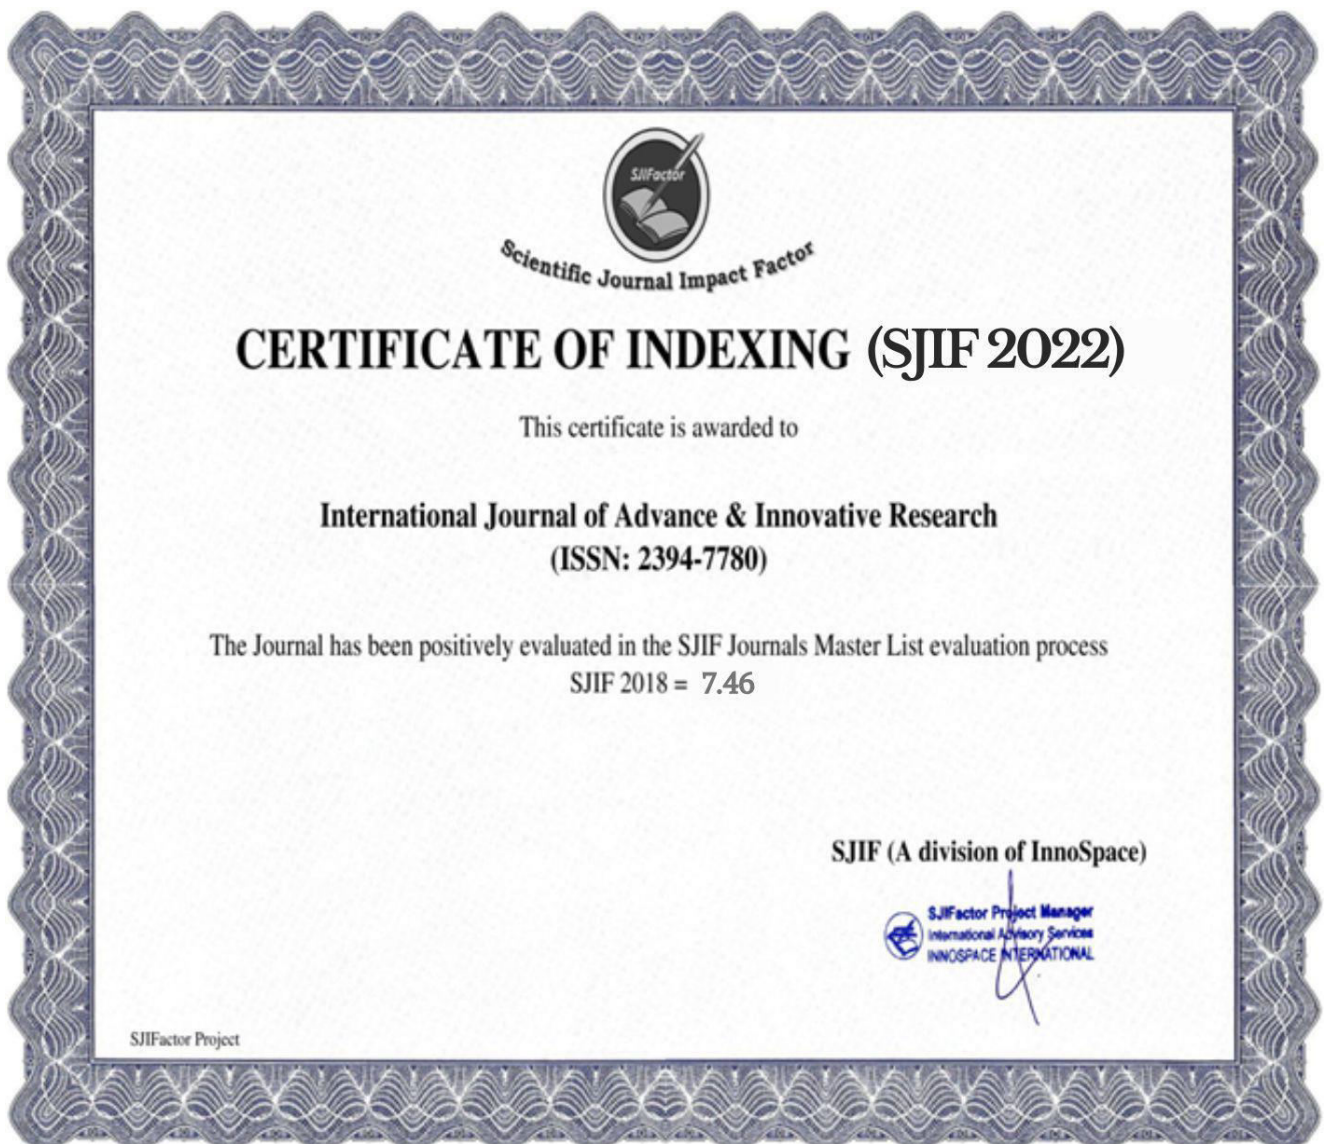 SJIFactor
Scientific Journal Impact Factor
CERTIFICATE OF INDEXING (SJIF 2022)
This certificate is awarded to
International Journal of Advance & Innovative Research
(ISSN: 2394-7780)
The Journal has been positively evaluated in the SJIF Journals Master List evaluation process
SJIF 2018 = 7.46
SJIF (A division of InnoSpace)
SJIFactor Project Manager
International Advisory Services
INNOSPACE INTERNATIONAL
SJIFactor Project